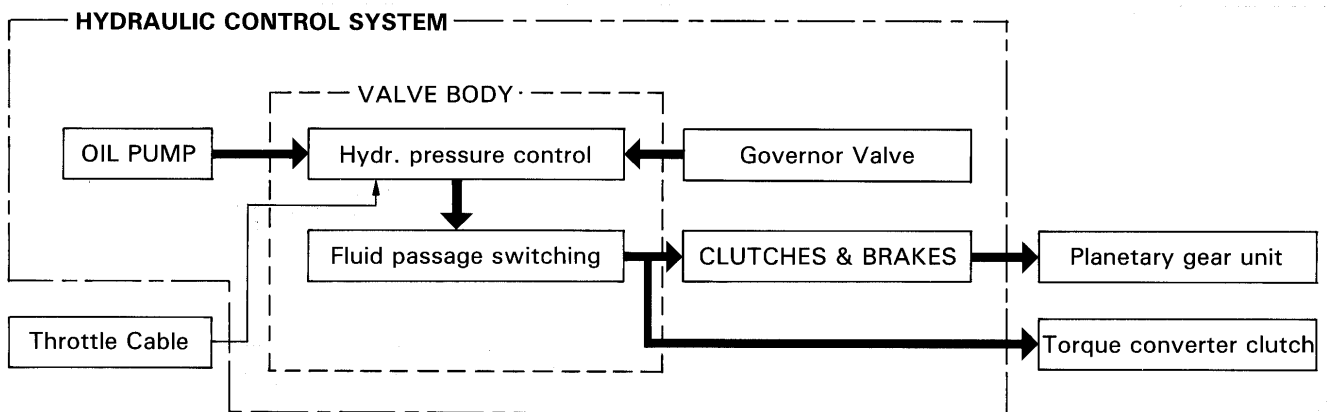 HYDRAULIC CONTROL SYSTEM
VALVE BODY
OIL PUMP
Hydr. pressure control
Governor Valve
Fluid passage switching
CLUTCHES & BRAKES
Planetary gear unit
Throttle Cable
Torque converter clutch